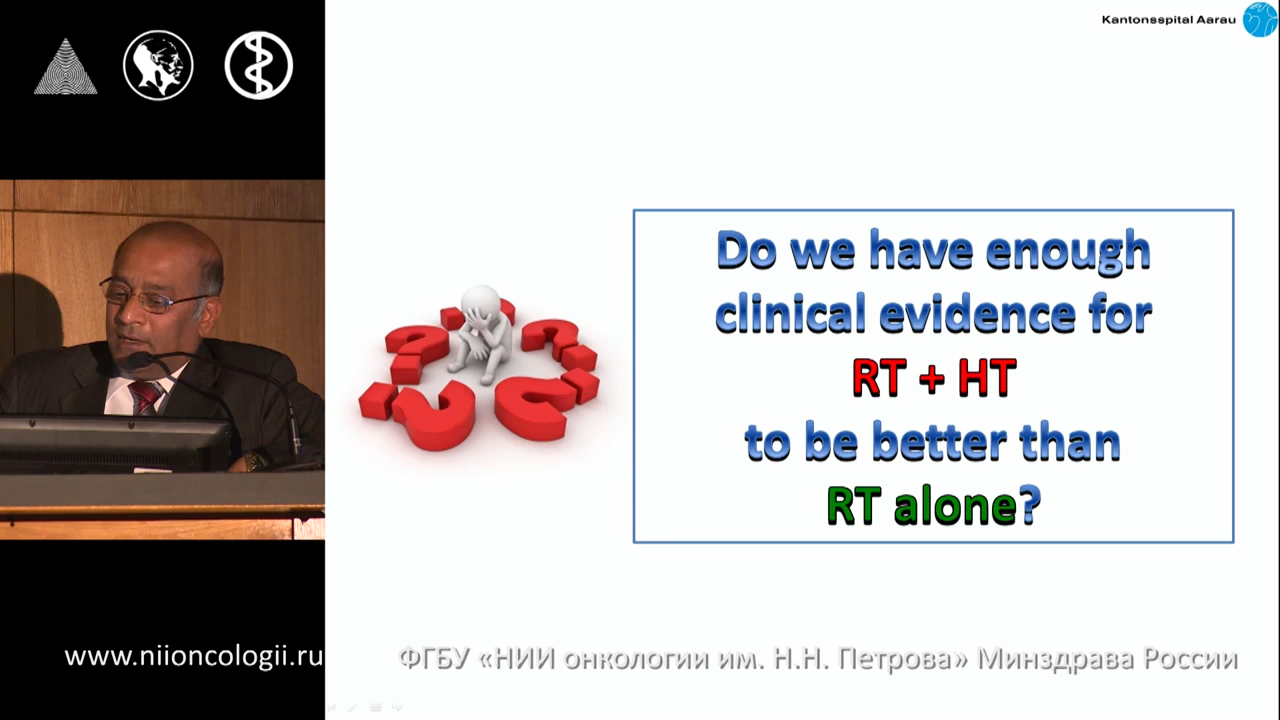 Kantonsspital Aarau
Do we have enough
clinical evidence for
RT + HT
to be better than
RT alone?
www.niioncologii.ru
ФГБУ «НИИ онкологии им. Н.Н. Петрова» Минздрава России